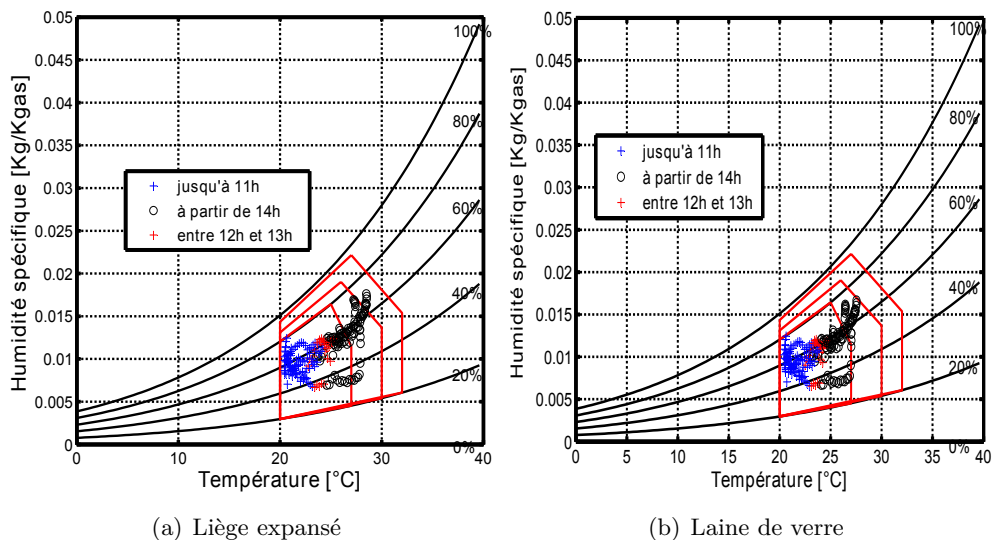 Humidité spécifique [Kg/Kgas]
0.05
0.045
0.04
0.035
0.03
0.025
0.02
0.015
0.01
0.005
0
100%
80%
60%
40%
20%
0%
jusqu'à 11h
à partir de 14h
entre 12h et 13h
0 10 20 30 40
Température [°C]
(a) Liège expansé
Humidité spécifique [Kg/Kgas]
0.05
0.045
0.04
0.035
0.03
0.025
0.02
0.015
0.01
0.005
0
100%
80%
60%
40%
20%
0%
jusqu'à 11h
à partir de 14h
entre 12h et 13h
0 5 10 15 20 25 30 35 40
Température [°C]
(b) Laine de verre